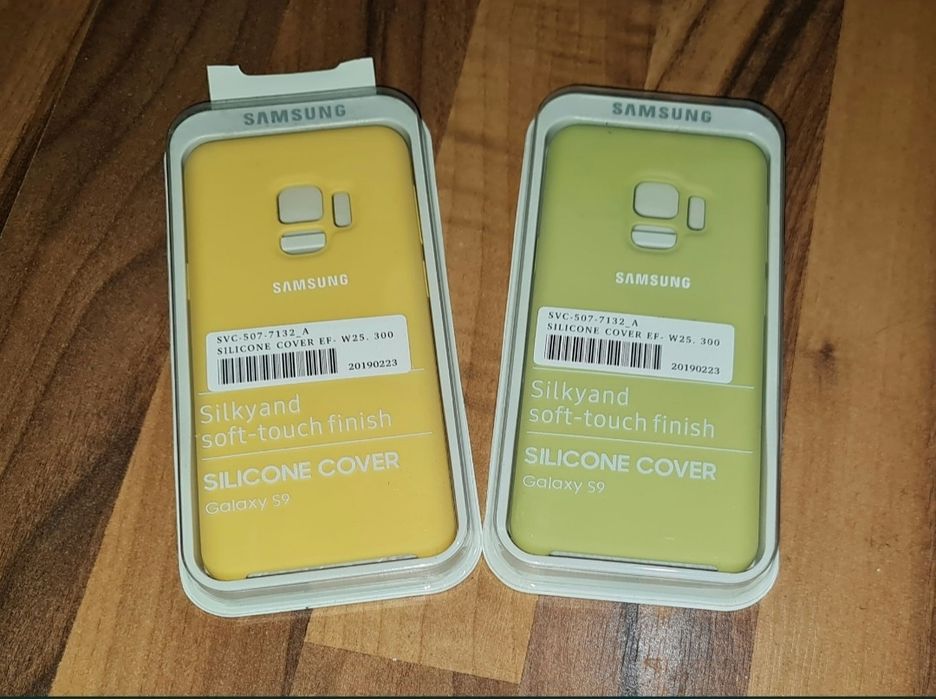 SAMSUNG
SAMSUNG
SVC-507-7132_A
SILICONE COVER EF- W25. 300
20190223
Silkyand
soft-touch finish
SILICONE COVER
Galaxy S9
SAMSUNG
SAMSUNG
SVC-507-7132_A
SILICONE COVER EF- W25. 300
20190223
Silkyand
soft-touch finish
SILICONE COVER
Galaxy S9